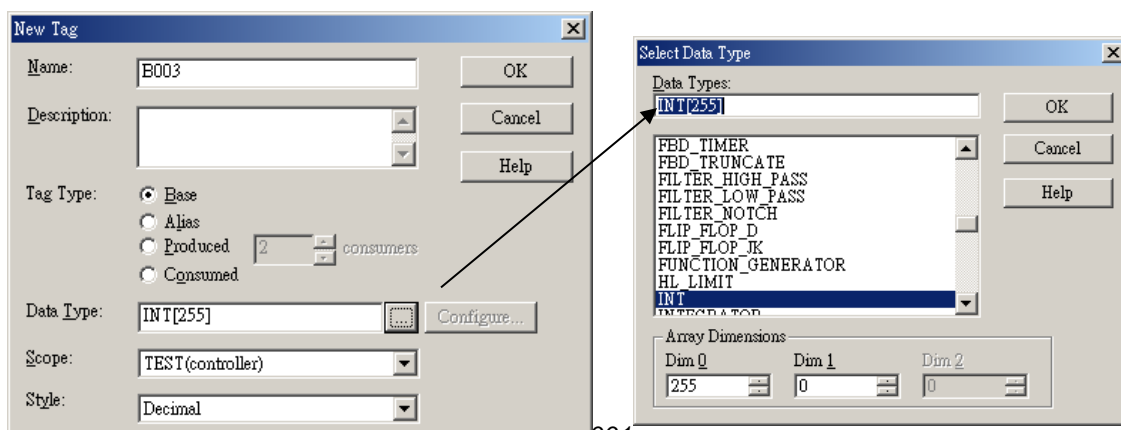 New Tag
Name:
B003
OK
Description:
Cancel
Help
Tag Type:
Base
Alias
Produced
2
consumers
Consumed
Data Type:
INT[255]
...
Configure...
Scope:
TEST(controller)
Style:
Decimal
Select Data Type
Data Types:
INT[255]
OK
FBD_TIMER
FBD_TRUNCATE
FILTER_HIGH_PASS
FILTER_LOW_PASS
FILTER_NOTCH
FLIP_FLOP_D
FLIP_FLOP_JK
FUNCTION_GENERATOR
HL_LIMIT
INT
INTEGRATOR
Cancel
Help
Array Dimensions
Dim 0
Dim 1
Dim 2
255
0
0